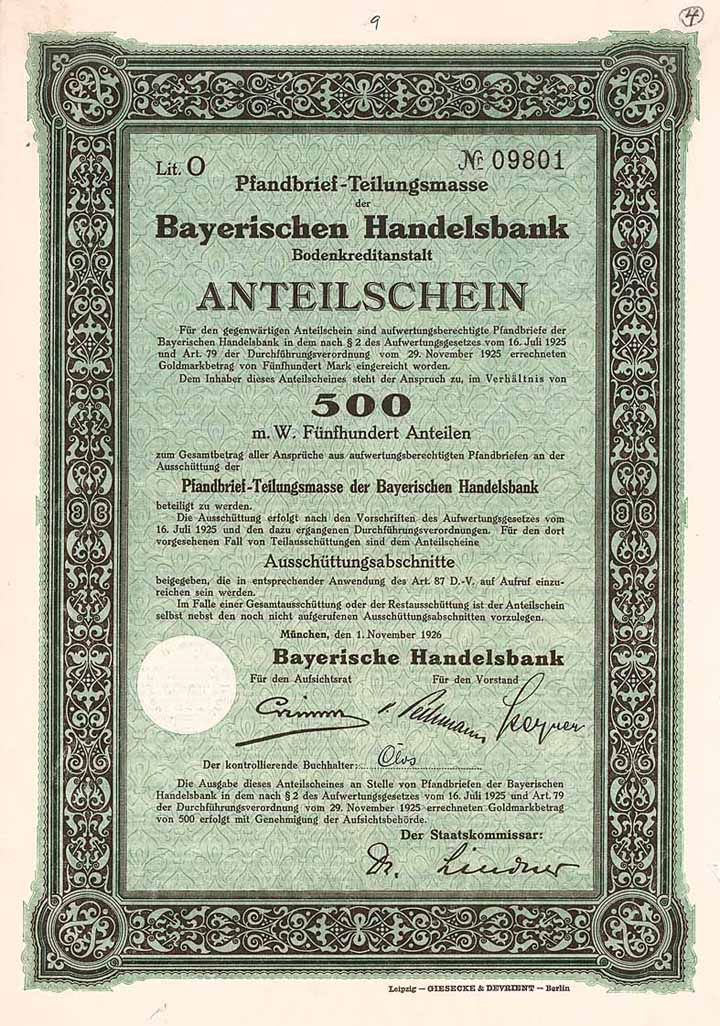 9
4
Lit. O
№ 09801
Pfandbrief-Teilungsmasse
der
Bayerischen Handelsbank
Bodenkreditanstalt
ANTEILSCHEIN
Für den gegenwärtigen Anteilschein sind aufwertungsberechtigte Pfandbriefe der
Bayerischen Handelsbank in dem nach § 2 des Aufwertungsgesetzes vom 16. Juli 1925
und Art. 79 der Durchführungsverordnung vom 29. November 1925 errechneten
Goldmarkbetrag von Fünfhundert Mark eingereicht worden.
Dem Inhaber dieses Anteilscheines steht der Anspruch zu, im Verhältnis von
500
m. W. Fünfhundert Anteilen
zum Gesamtbetrag aller Ansprüche aus aufwertungsberechtigten Pfandbriefen an der
Ausschüttung der
Pfandbrief-Teilungsmasse der Bayerischen Handelsbank
beteiligt zu werden.
Die Ausschüttung erfolgt nach den Vorschriften des Aufwertungsgesetzes vom
16. Juli 1925 und den dazu ergangenen Durchführungsverordnungen. Für den dort
vorgesehenen Fall von Teilausschüttungen sind dem Anteilscheine
Ausschüttungsabschnitte
beigegeben, die in entsprechender Anwendung des Art. 87 D.-V. auf Aufruf einzu-
reichen sein werden.
Im Falle einer Gesamtausschüttung oder der Restausschüttung ist der Anteilschein
selbst nebst den noch nicht aufgerufenen Ausschüttungsabschnitten vorzulegen.
München, den 1. November 1926
Bayerische Handelsbank
Für den Aufsichtsrat
Für den Vorstand
Der kontrollierende Buchhalter:
Die Ausgabe dieses Anteilscheines an Stelle von Pfandbriefen der Bayerischen
Handelsbank in dem nach § 2 des Aufwertungsgesetzes vom 16. Juli 1925 und Art. 79
der Durchführungsverordnung vom 29. November 1925 errechneten Goldmarkbetrag
von 500 erfolgt mit Genehmigung der Aufsichtsbehörde.
Der Staatskommissar:
Dr. Lindner
Leipzig — GIESECKE & DEVRIENT — Berlin